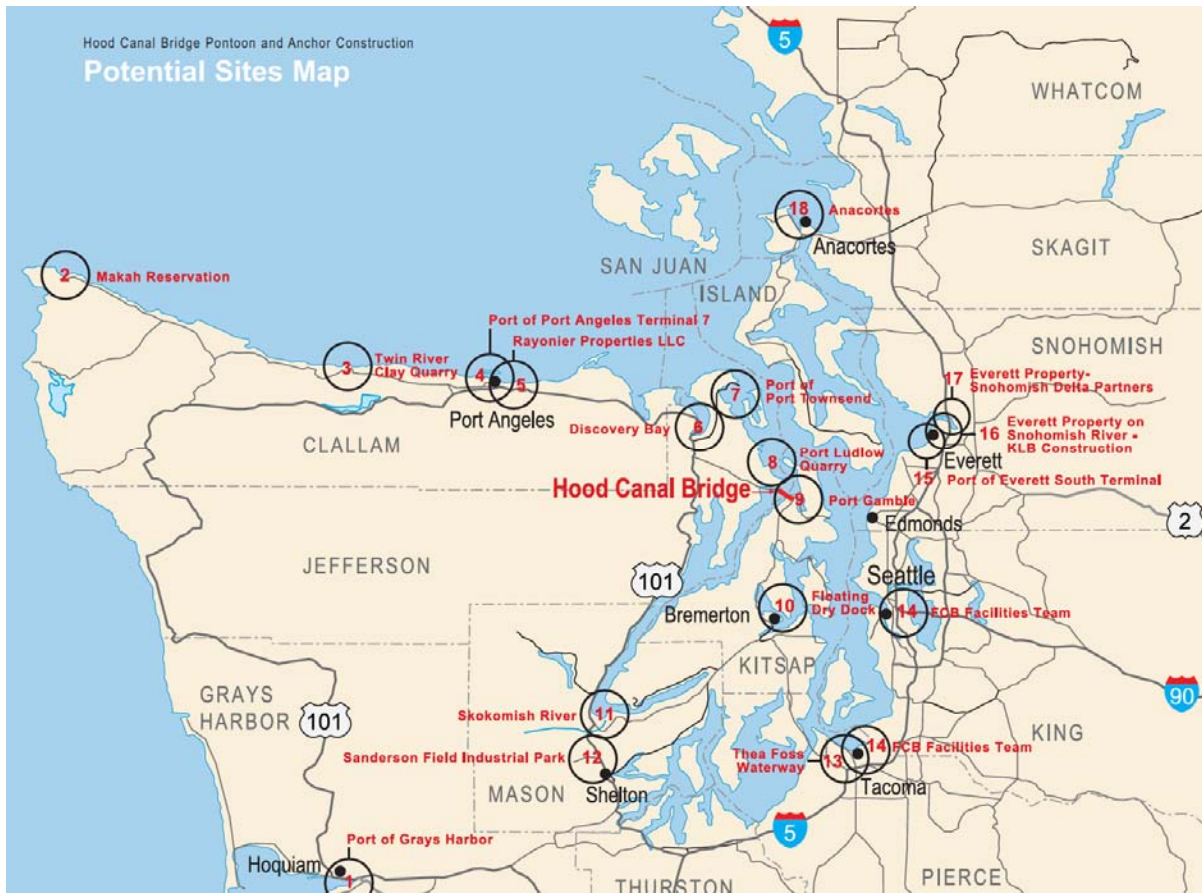 Hood Canal Bridge Pontoon and Anchor Construction
Potential Sites Map
5
WHATCOM
18 Anacortes
Anacortes
SKAGIT
SAN JUAN
ISLAND
2 Makah Reservation
Port of Port Angeles Terminal 7
Rayonier Properties LLC
SNOHOMISH
3 Twin River
Clay Quarry
4
5
Port Angeles
7 Port of
Port Townsend
17 Everett Property-
Snohomish Delta Partners
Discovery Bay 6
16 Everett Property on
Snohomish River -
KLB Construction
CLALLAM
Everett
8 Port Ludlow
Quarry
15 Port of Everett South Terminal
Hood Canal Bridge
9 Port Gamble
Edmonds
2
JEFFERSON
101
Seattle
10 Floating
Dry Dock
Bremerton
14 FCB Facilities Team
KITSAP
GRAYS
HARBOR
101
90
Skokomish River 11
KING
Sanderson Field Industrial Park 12
Thea Foss
Waterway
13
14 FCB Facilities Team
MASON
Shelton
Tacoma
5
Port of Grays Harbor
Hoquiam
1
THURSTON
PIERCE